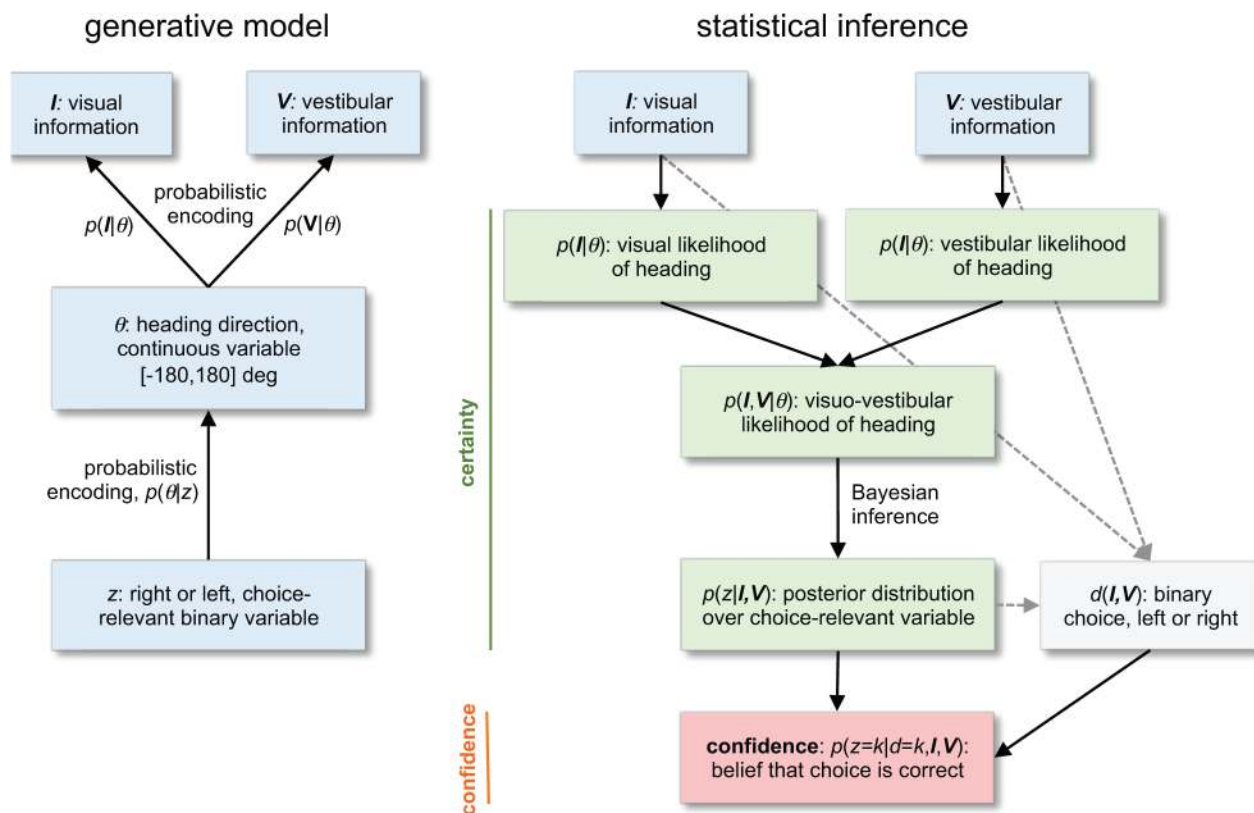 generative model
I: visual
information
V: vestibular
information
probabilistic
encoding
p(I|θ)
p(V|θ)
θ: heading direction,
continuous variable
[-180,180] deg
probabilistic
encoding, p(θ|z)
z: right or left, choice-
relevant binary variable
statistical inference
I: visual
information
V: vestibular
information
p(I|θ): visual likelihood
of heading
p(I|θ): vestibular likelihood
of heading
p(I,V|θ): visuo-vestibular
likelihood of heading
Bayesian
inference
p(z|I,V): posterior distribution
over choice-relevant variable
d(I,V): binary
choice, left or right
confidence: p(z=k|d=k,I,V):
belief that choice is correct
certainty
confidence